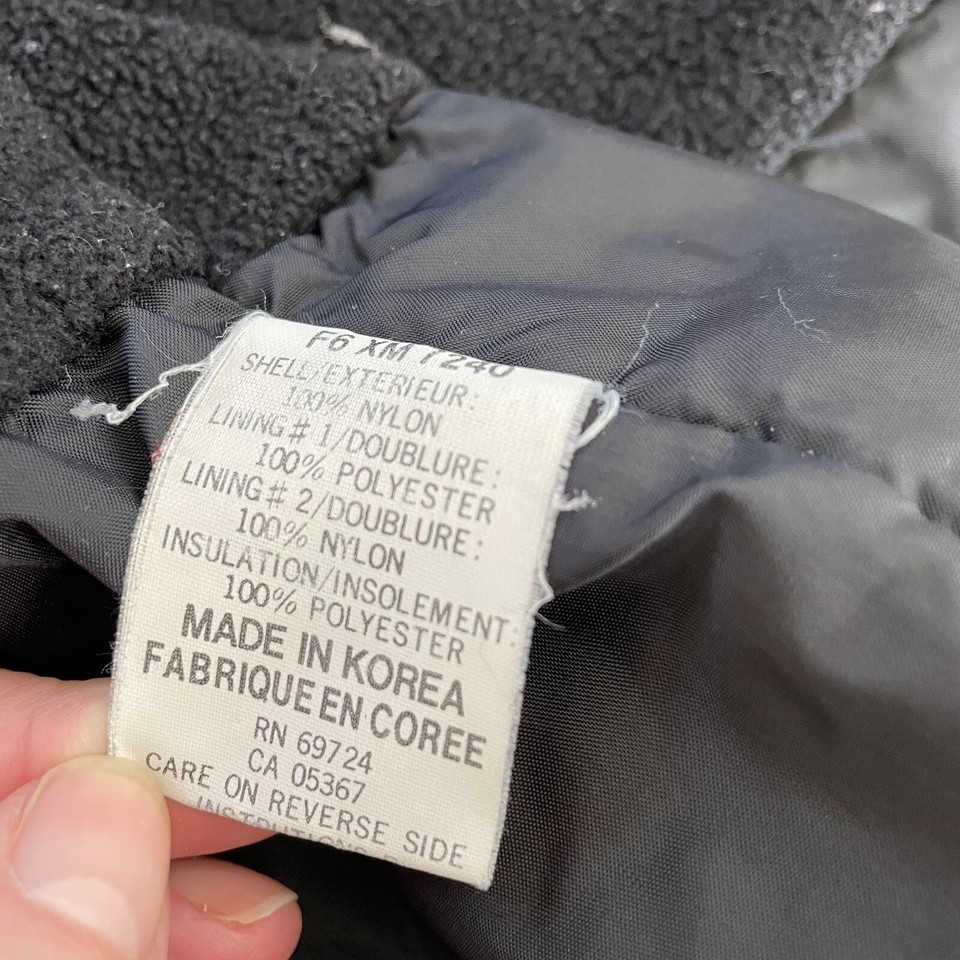 F6 XM 7240
SHELL/EXTERIEUR:
100% NYLON
LINING# 1/DOUBLURE:
100% POLYESTER
LINING# 2/DOUBLURE:
100% NYLON
INSULATION/INSOLEMENT:
100% POLYESTER
MADE IN KOREA
FABRIQUE EN COREE
RN 69724
CA 05367
CARE ON REVERSE SIDE